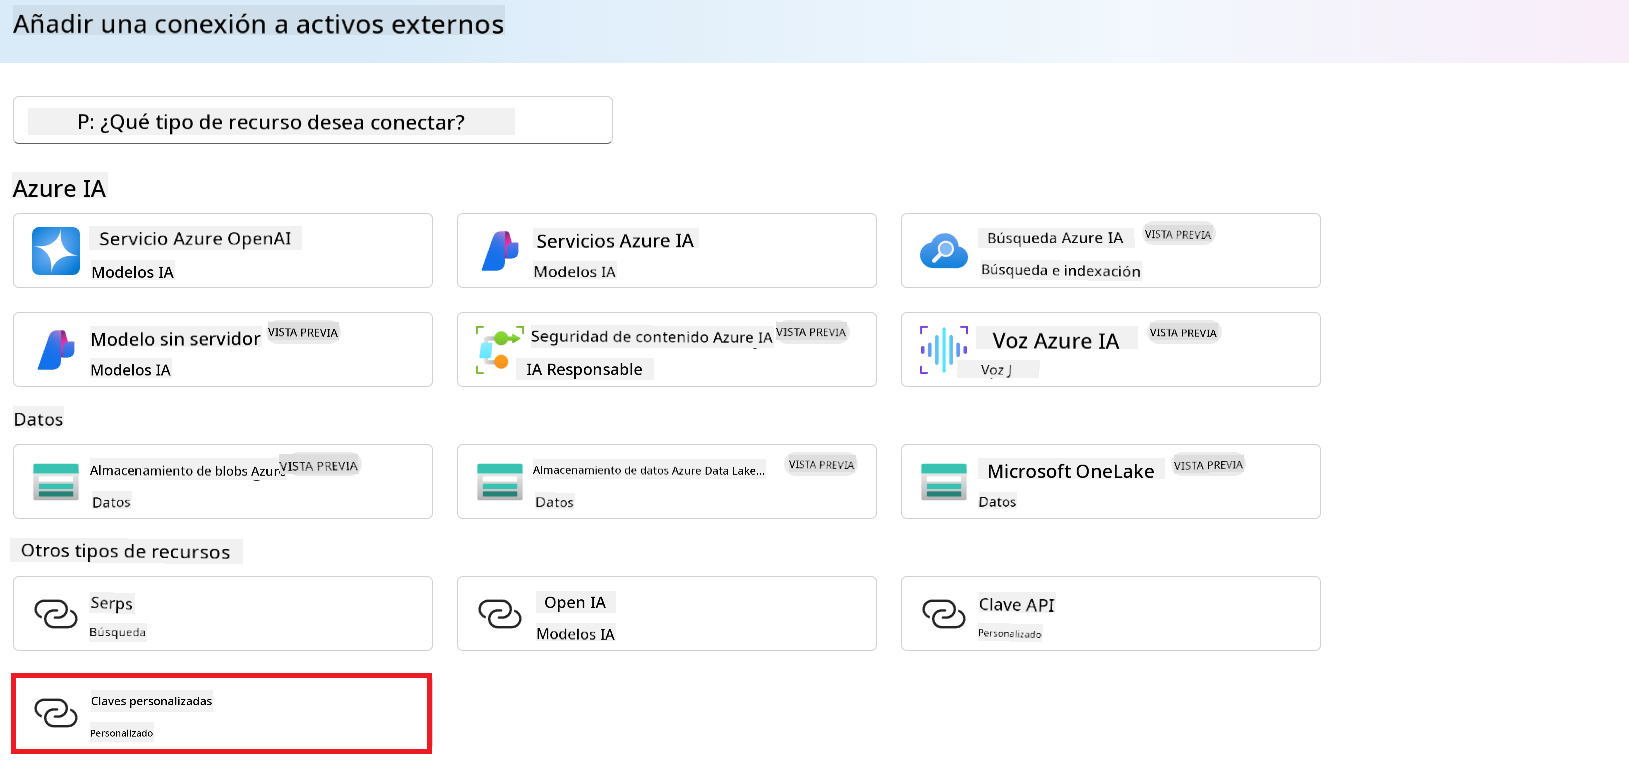 Añadir una conexión a activos externos
P: ¿Qué tipo de recurso desea conectar?
Azure IA
Servicio Azure OpenAI
Modelos IA
Servicios Azure IA
Modelos IA
Búsqueda Azure IA VISTA PREVIA
Búsqueda e indexación
Modelo sin servidor VISTA PREVIA
Modelos IA
Seguridad de contenido Azure IA VISTA PREVIA
IA Responsable
Voz Azure IA VISTA PREVIA
Voz
Datos
Almacenamiento de blobs Azure VISTA PREVIA
Datos
Almacenamiento de datos Azure Data Lake... VISTA PREVIA
Datos
Microsoft OneLake VISTA PREVIA
Datos
Otros tipos de recursos
Serps
Búsqueda
Open IA
Modelos IA
Clave API
Personalizado
Claves personalizadas
Personalizado